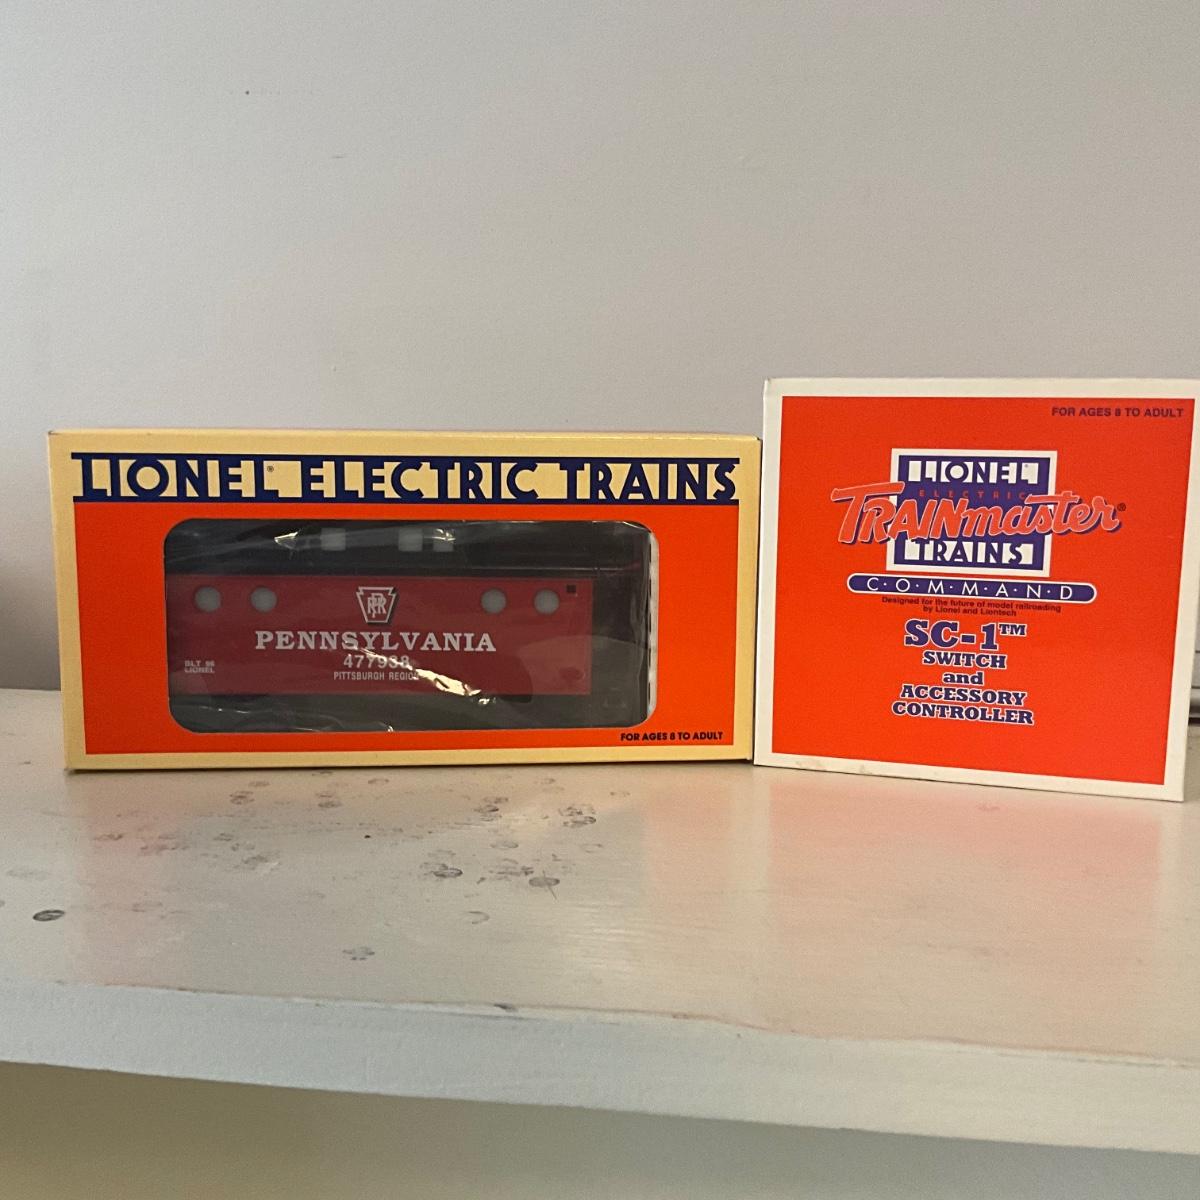 LIONEL® ELECTRIC TRAINS
PRR
PENNSYLVANIA
477938
PITTSBURGH REGION
BLT 96
LIONEL
FOR AGES 8 TO ADULT
FOR AGES 8 TO ADULT
LIONEL
ELECTRIC
TRAINmaster®
TRAINS
C·O·M·M·A·N·D
Designed for the future of model railroading
by Lionel and Liontech
SC-1™
SWITCH
and
ACCESSORY
CONTROLLER